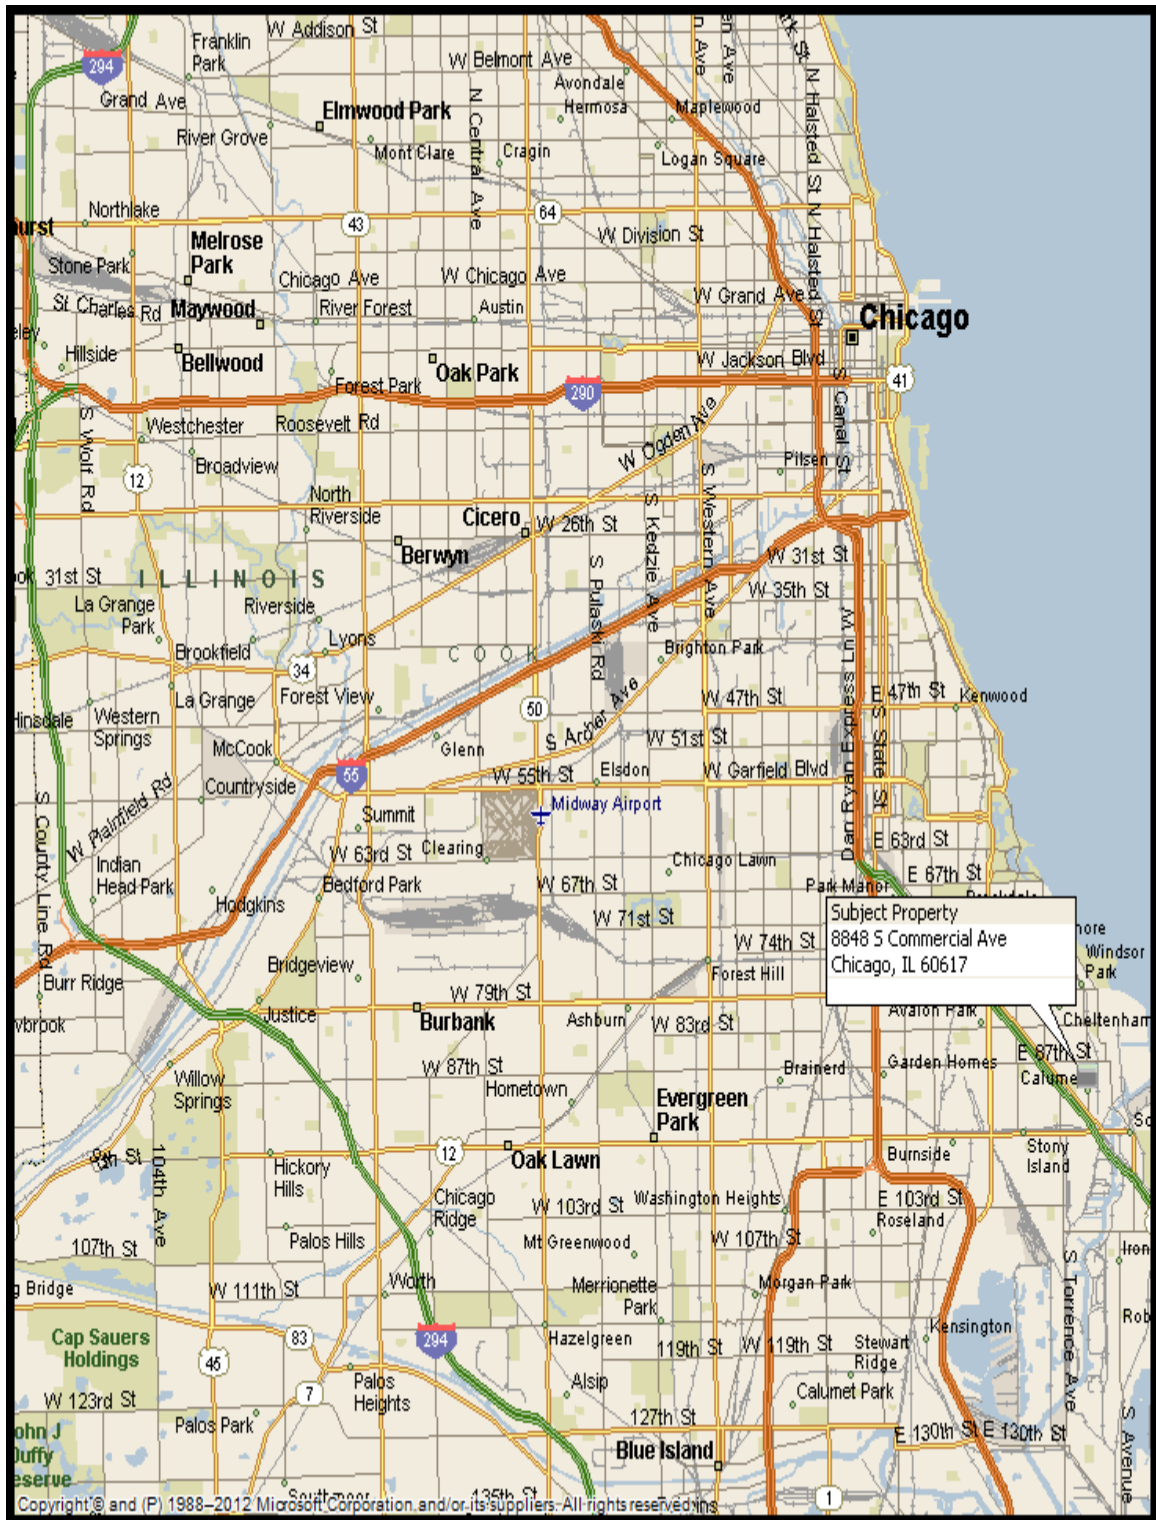 W Addison St
Franklin
Park
294
W Belmont Ave
Avondale
Grand Ave
Elmwood Park
Hermosa
Maplewood
River Grove
N Central Ave
Mont Clare
Cragin
Logan Square
N Halsted St
N Halsted St
Northlake
43
64
W Division St
Melrose
Park
Stone Park
Chicago Ave
W Chicago Ave
W Grand Ave
St Charles Rd
Maywood
River Forest
Austin
Chicago
Hillside
Bellwood
Oak Park
W Jackson Blvd
Forest Park
290
41
S Canal St
S Wolf Rd
Westchester
Roosevelt Rd
W Ogden Ave
Broadview
Pilsen
12
North
Riverside
S Western Ave
S Kedzie Ave
Cicero
W 26th St
Berwyn
W 31st St
31st St
ILLINOIS
S Pulaski Rd
W 35th St
La Grange
Park
Riverside
Lyons
Brookfield
COOK
Brighton Park
34
La Grange
Forest View
W 47th St
E 47th St
Kenwood
Hinsdale
Western
Springs
50
S Archer Ave
Dan Ryan Express Ln W
S State St
McCook
Glenn
W 51st St
Countryside
55
W 55th St
Elsdon
W Garfield Blvd
S County Line Rd
W Plainfield Rd
Midway Airport
Summit
W 63rd St
Clearing
E 63rd St
Chicago Lawn
Indian
Head Park
Bedford Park
W 67th St
Park Manor
E 67th St
Hodgkins
W 71st St
Subject Property
8848 S Commercial Ave
Chicago, IL 60617
W 74th St
Windsor
Park
Bridgeview
Forest Hill
Burr Ridge
W 79th St
Justice
Burbank
Ashburn
W 83rd St
Avalon Park
Cheltenham
W 87th St
E 87th St
Garden Homes
Brainerd
Hometown
Calume
Willow
Springs
Evergreen
Park
104th Ave
12
Oak Lawn
Burnside
Stony
Island
Hickory
Hills
Chicago
Ridge
W 103rd St
Washington Heights
E 103rd St
Roseland
107th St
Palos Hills
Mt Greenwood
W 107th St
S Torrence Ave
W 111th St
Worth
Merrionette
Park
Morgan Park
Cap Sauers
Holdings
83
294
Hazelgreen
119th St
W 119th St
Stewart
Ridge
Kensington
45
7
Palos
Heights
Alsip
Calumet Park
W 123rd St
Palos Park
127th St
E 130th St
E 130th St
S Avenue
Blue Island
135th St
1
Copyright © and (P) 1988–2012 Microsoft Corporation and/or its suppliers. All rights reserved.